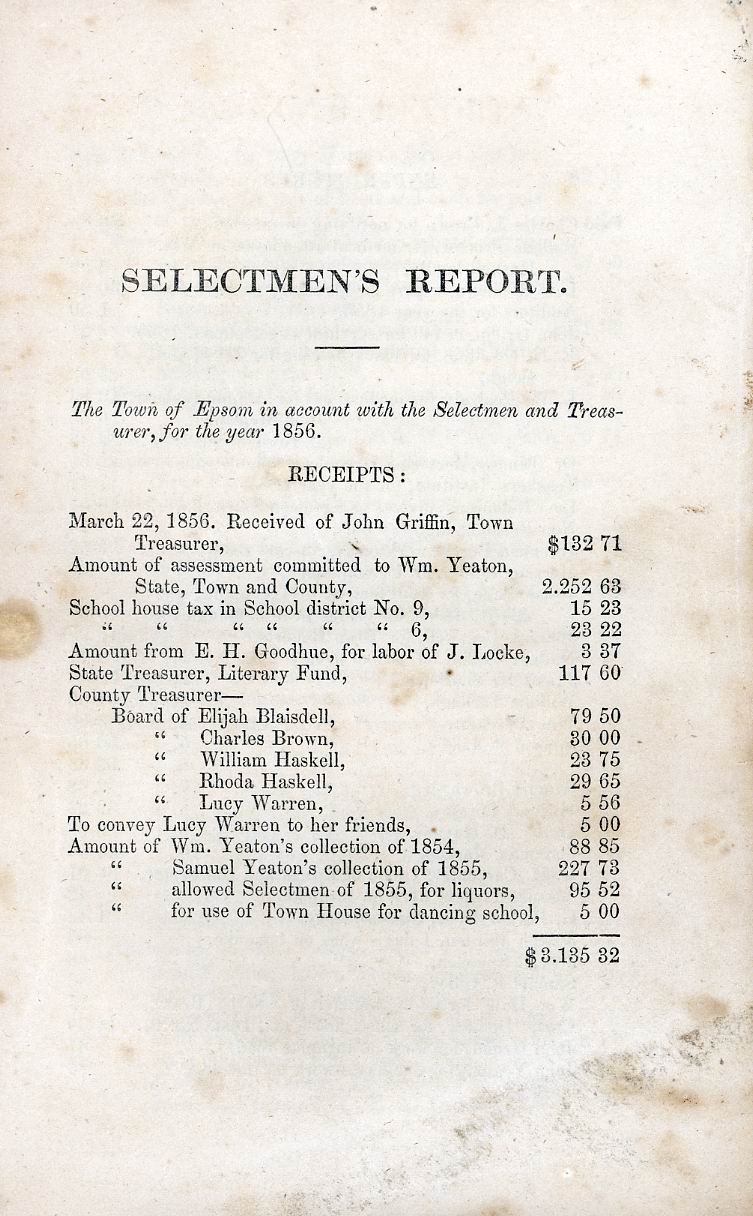 SELECTMEN'S REPORT.
The Town of Epsom in account with the Selectmen and Treas-
urer, for the year 1856.
RECEIPTS:
March 22, 1856. Received of John Griffin, Town
Treasurer, $132 71
Amount of assessment committed to Wm. Yeaton,
State, Town and County, 2.252 63
School house tax in School district No. 9, 15 23
“ “ “ “ “ “ 6, 23 22
Amount from E. H. Goodhue, for labor of J. Locke, 3 37
State Treasurer, Literary Fund, 117 60
County Treasurer—
Board of Elijah Blaisdell, 79 50
“ Charles Brown, 30 00
“ William Haskell, 23 75
“ Rhoda Haskell, 29 65
“ Lucy Warren, 5 56
To convey Lucy Warren to her friends, 5 00
Amount of Wm. Yeaton's collection of 1854, 88 85
“ Samuel Yeaton's collection of 1855, 227 73
“ allowed Selectmen of 1855, for liquors, 95 52
“ for use of Town House for dancing school, 5 00
$3.135 32